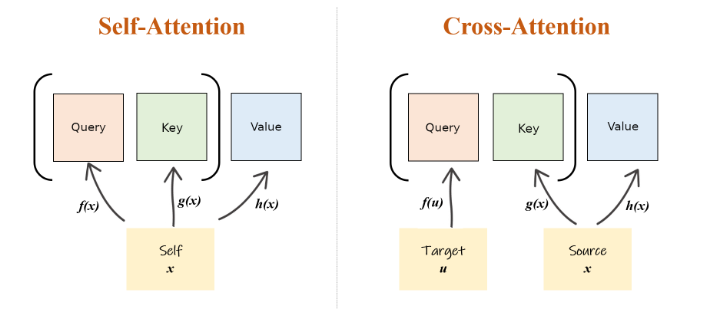 Self-Attention
Query
Key
Value
f(x)
g(x)
h(x)
Self
x
Cross-Attention
Query
Key
Value
f(u)
g(x)
h(x)
Target
u
Source
x